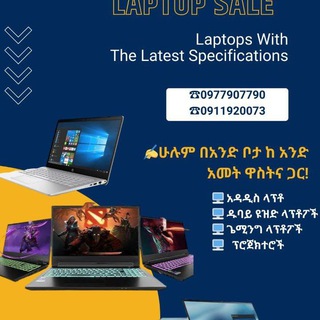 LAPTOP SALE
Laptops With
The Latest Specifications
☎0977907790
☎0911920073
✍ሁሉም በአንድ ቦታ ከ አንድ
አመት ዋስትና ጋር!
አዳዲስ ላፕቶ
ዱባይ ዩዝድ ላፕቶፖች
ጌሚንግ ላፕቶፖች
ፕሮጀክተሮች